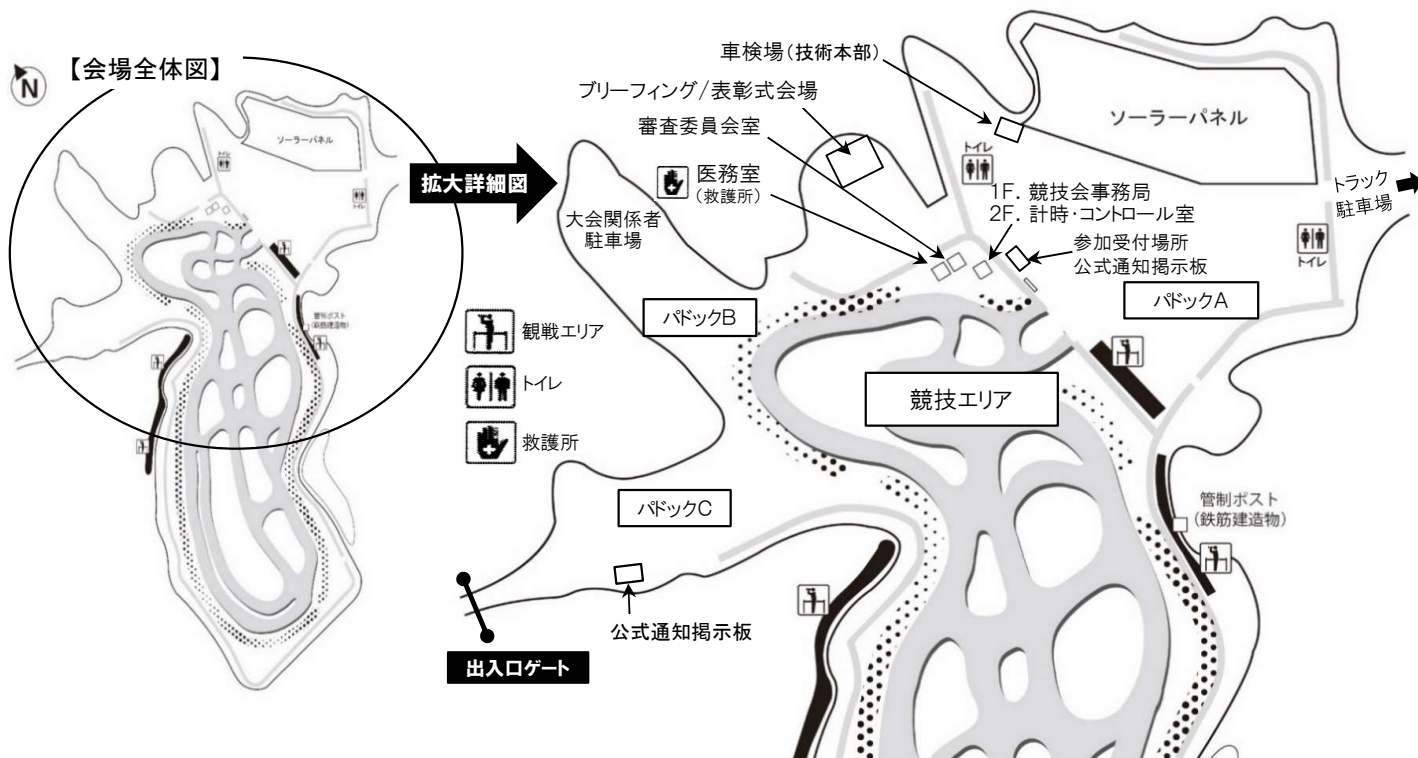 【会場全体図】
N
ソーラーパネル
トイレ
トイレ
管制ポスト
(鉄筋建造物)
拡大詳細図
車検場(技術本部)
ブリーフィング/表彰式会場
審査委員会室
医務室
(救護所)
大会関係者
駐車場
トイレ
ソーラーパネル
1F. 競技会事務局
2F. 計時・コントロール室
参加受付場所
公式通知掲示板
トラック
駐車場
トイレ
パドックA
パドックB
観戦エリア
トイレ
救護所
競技エリア
パドックC
管制ポスト
(鉄筋建造物)
公式通知掲示板
出入口ゲート